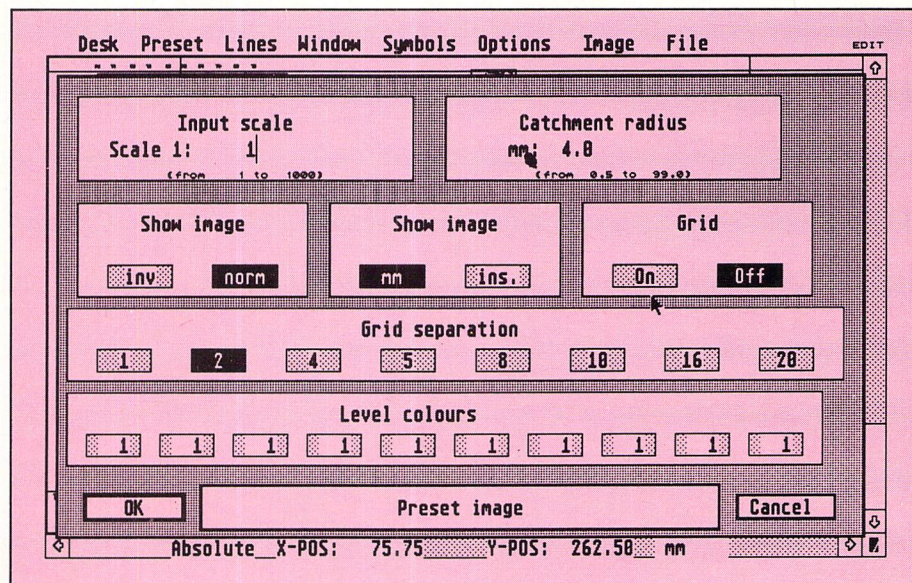 Desk Preset Lines Window Symbols Options Image File EDIT
Input scale
Scale 1: 1
(from 1 to 1000)
Catchment radius
mm: 4.0
(from 0.5 to 99.0)
Show image
inv norm
Show image
mm ins.
Grid
On Off
Grid separation
1 2 4 5 8 10 16 20
Level colours
1 1 1 1 1 1 1 1 1 1
OK Preset image Cancel
Absolute X-POS: 75.75 Y-POS: 262.50 mm